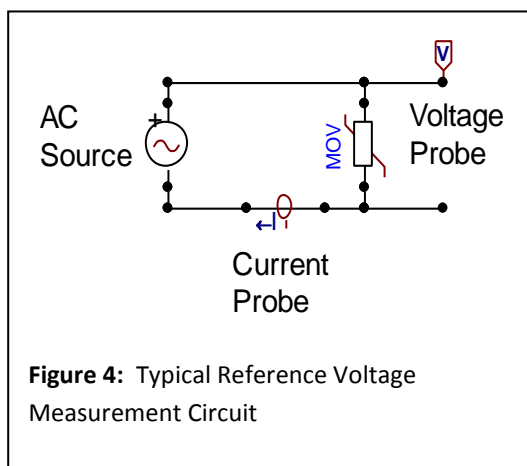 V
+
AC
Source
MOV
Voltage
Probe
←I
Current
Probe
Figure 4: Typical Reference Voltage
Measurement Circuit